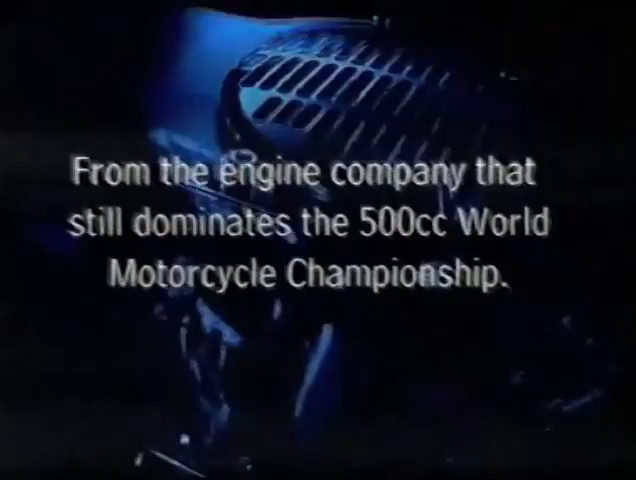 From the engine company that
still dominates the 500cc World
Motorcycle Championship.